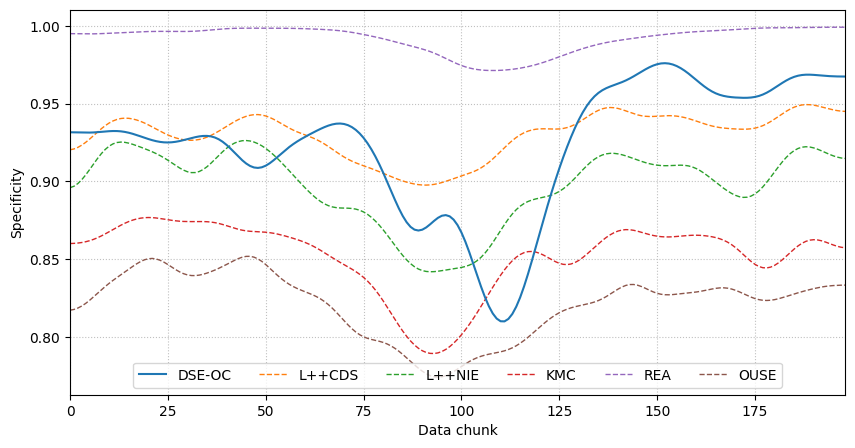 1.00
0.95
0.90
0.85
0.80
Specificity
DSE-OC L++CDS L++NIE KMC REA OUSE
0 25 50 75 100 125 150 175
Data chunk